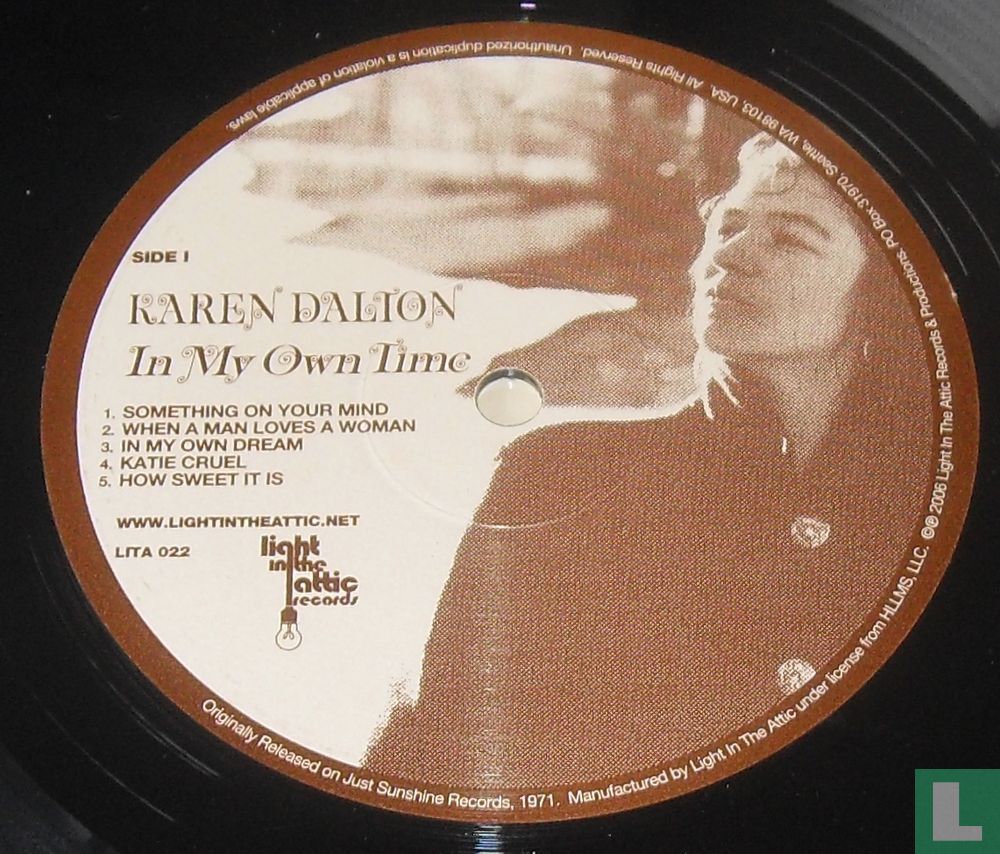 SIDE I
KAREN DALTON
In My Own Time
1. SOMETHING ON YOUR MIND
2. WHEN A MAN LOVES A WOMAN
3. IN MY OWN DREAM
4. KATIE CRUEL
5. HOW SWEET IT IS
WWW.LIGHTINTHEATTIC.NET
LITA 022
light
in the
attic
records
Originally Released on Just Sunshine Records, 1971. Manufactured by Light In The Attic under license from HLLMS, LLC. ©℗ 2006 Light In The Attic Records & Productions. PO Box 31970, Seattle, WA 98103, USA. All Rights Reserved. Unauthorized duplication is a violation of applicable laws.
L